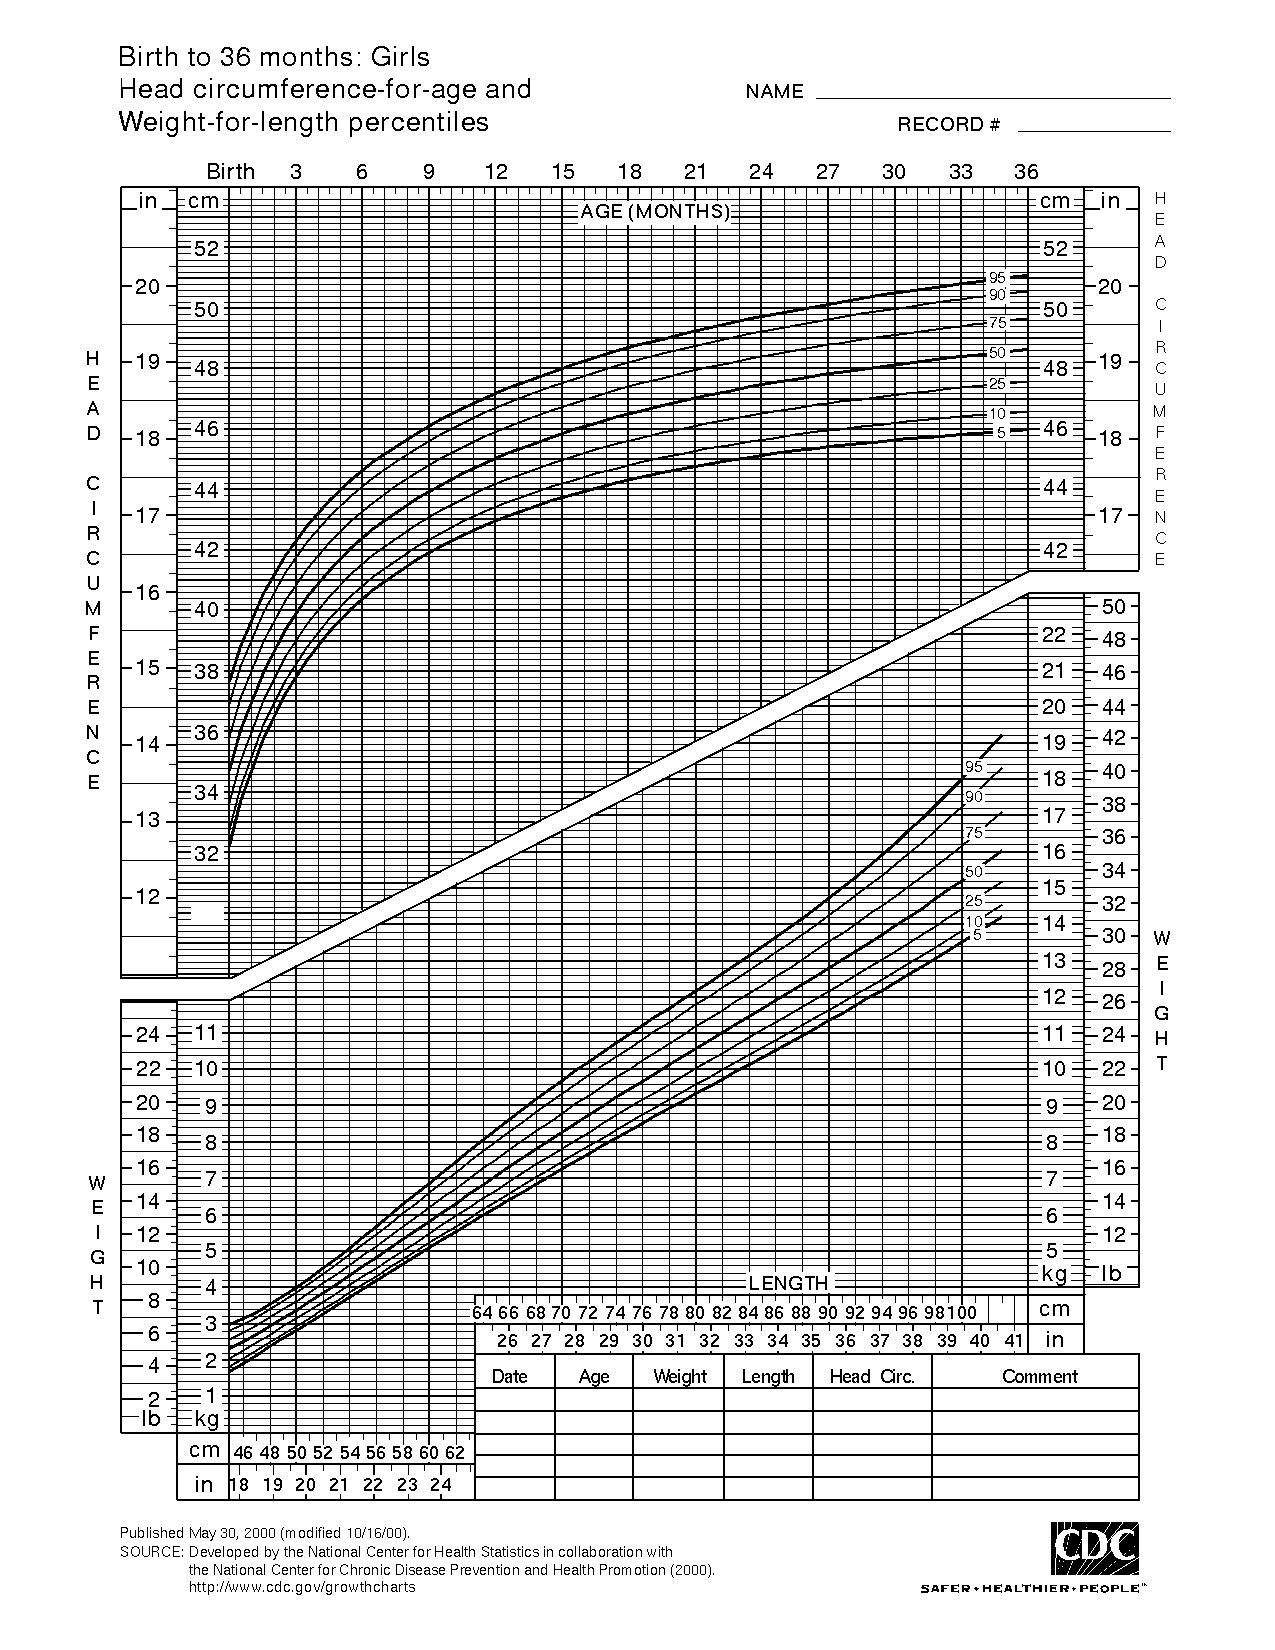 Birth to 36 months: Girls
Head circumference-for-age and
Weight-for-length percentiles
NAME
RECORD #
Birth 3 6 9 12 15 18 21 24 27 30 33 36
in cm AGE (MONTHS) cm in
52 52
20 20
50 50
19 19
48 48
46 46
18 18
44 44
17 17
42 42
16
40
15
38
36
14
34
13
32
12
95
90
75
50
25
10
5
HEAD CIRCUMFERENCE
HEAD CIRCUMFERENCE
50
22 48
21 46
20 44
19 42
18 40
17 38
16 36
34
15
14 32
30
13 28
12 26
95
90
75
50
25
10
5
24 11 11 24
22 10 10 22
20 9 9 20
18 8 8 18
16 16
7 7
14 14
6 6
12 12
5 5
10
kg lb
4
8
3
6
4 2
2 1
lb kg
WEIGHT
WEIGHT
LENGTH
64 66 68 70 72 74 76 78 80 82 84 86 88 90 92 94 96 98 100 cm
26 27 28 29 30 31 32 33 34 35 36 37 38 39 40 41 in
Date Age Weight Length Head Circ. Comment
cm 46 48 50 52 54 56 58 60 62
in 18 19 20 21 22 23 24
Published May 30, 2000 (modified 10/16/00).
SOURCE: Developed by the National Center for Health Statistics in collaboration with
the National Center for Chronic Disease Prevention and Health Promotion (2000).
http://www.cdc.gov/growthcharts
CDC
SAFER • HEALTHIER • PEOPLE™